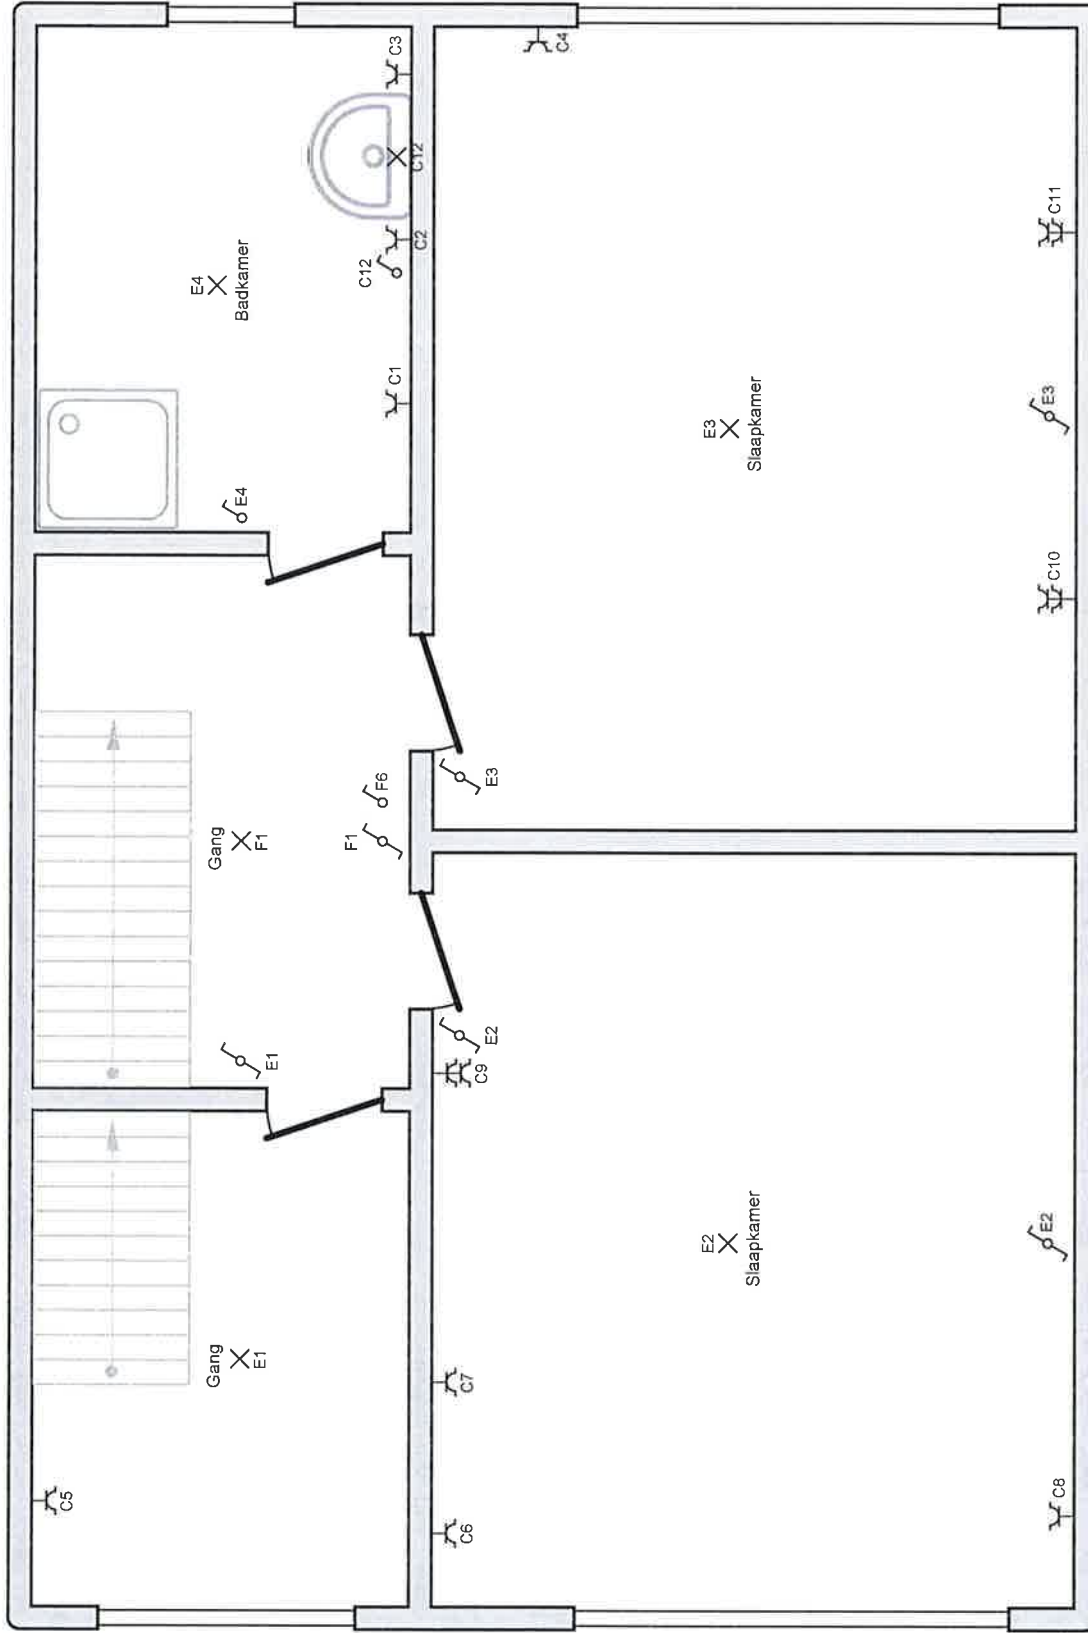 C5
Gang
E1
E1
Gang
F1
F1
F6
E4
E4
Badkamer
C1
C12
C2
C12
C3
C6
C7
C9
E2
E2
Slaapkamer
C8
E2
E3
E3
Slaapkamer
C4
C10
E3
C11